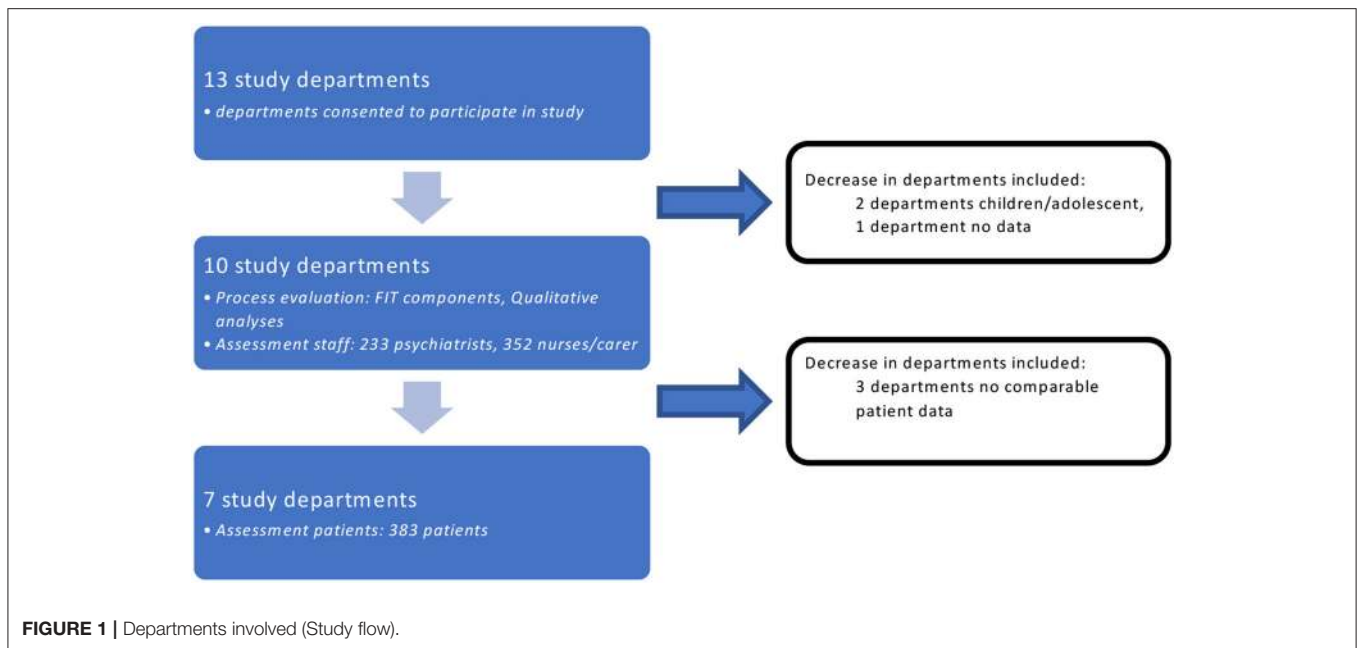 13 study departments
• departments consented to participate in study
Decrease in departments included:
2 departments children/adolescent,
1 department no data
10 study departments
• Process evaluation: FIT components, Qualitative
analyses
• Assessment staff: 233 psychiatrists, 352 nurses/carer
Decrease in departments included:
3 departments no comparable
patient data
7 study departments
• Assessment patients: 383 patients
FIGURE 1 | Departments involved (Study flow).